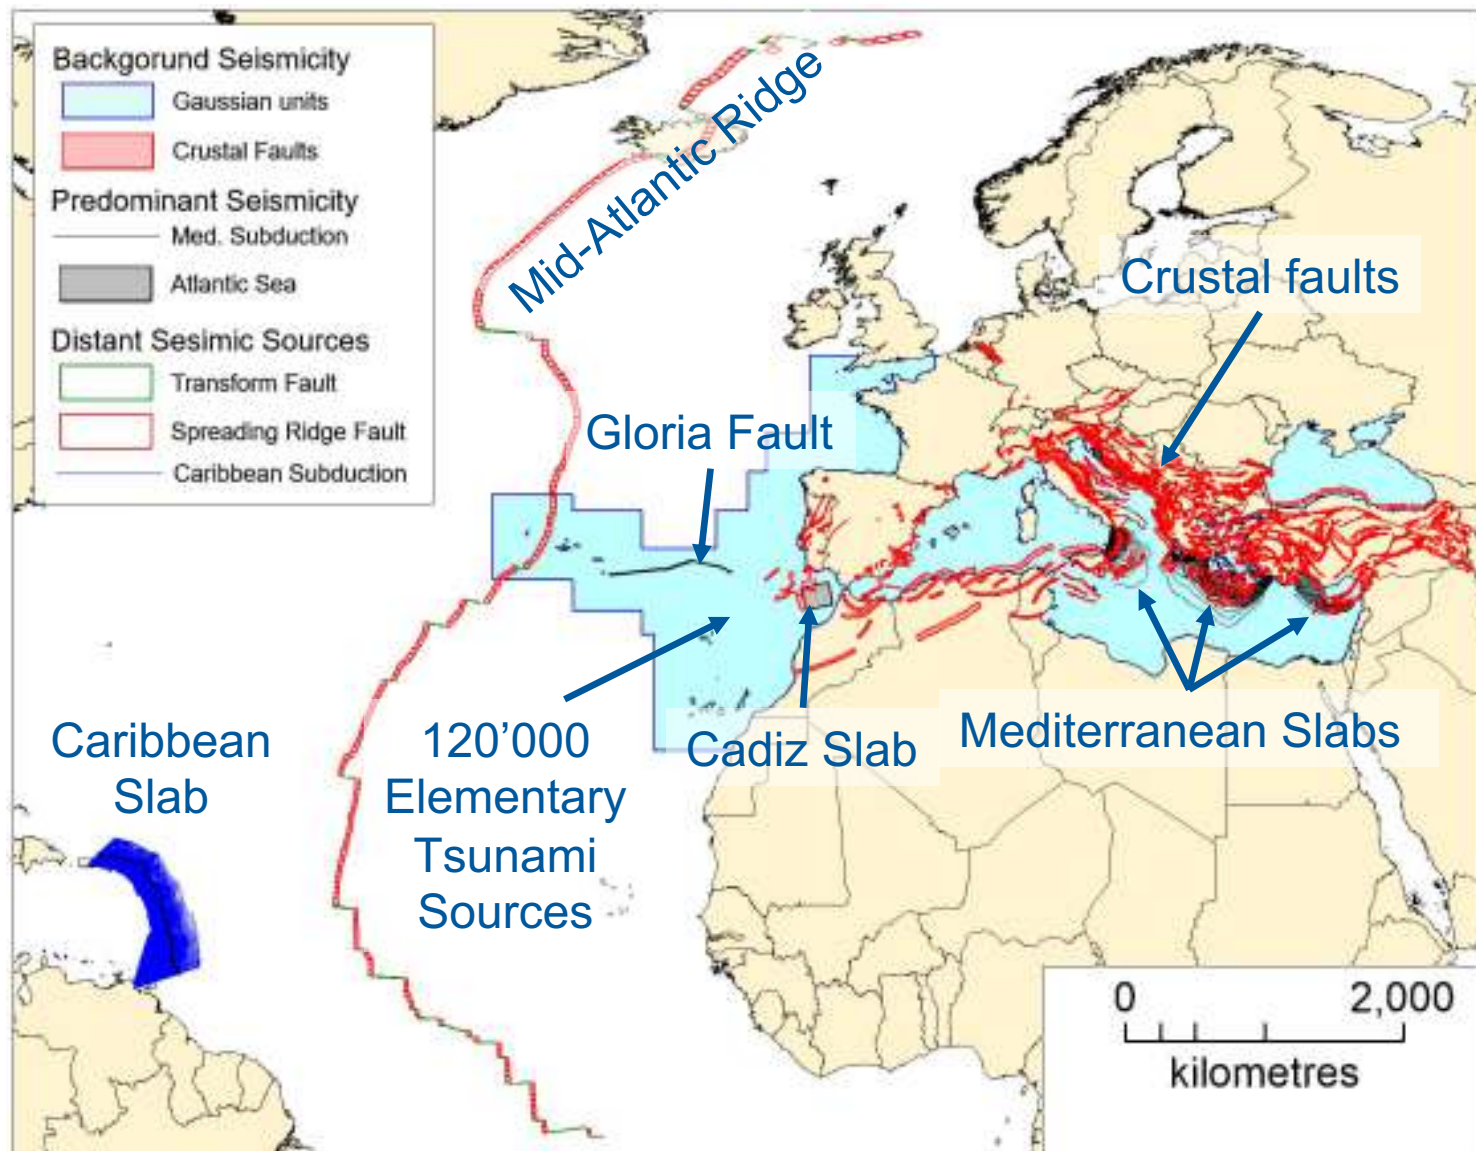 Backgorund Seismicity
Gaussian units
Crustal Faults
Predominant Seismicity
Med. Subduction
Atlantic Sea
Distant Sesimic Sources
Transform Fault
Spreading Ridge Fault
Caribbean Subduction
Mid-Atlantic Ridge
Crustal faults
Gloria Fault
Caribbean
Slab
120’000
Elementary
Tsunami
Sources
Cadiz Slab
Mediterranean Slabs
0 2,000
kilometres